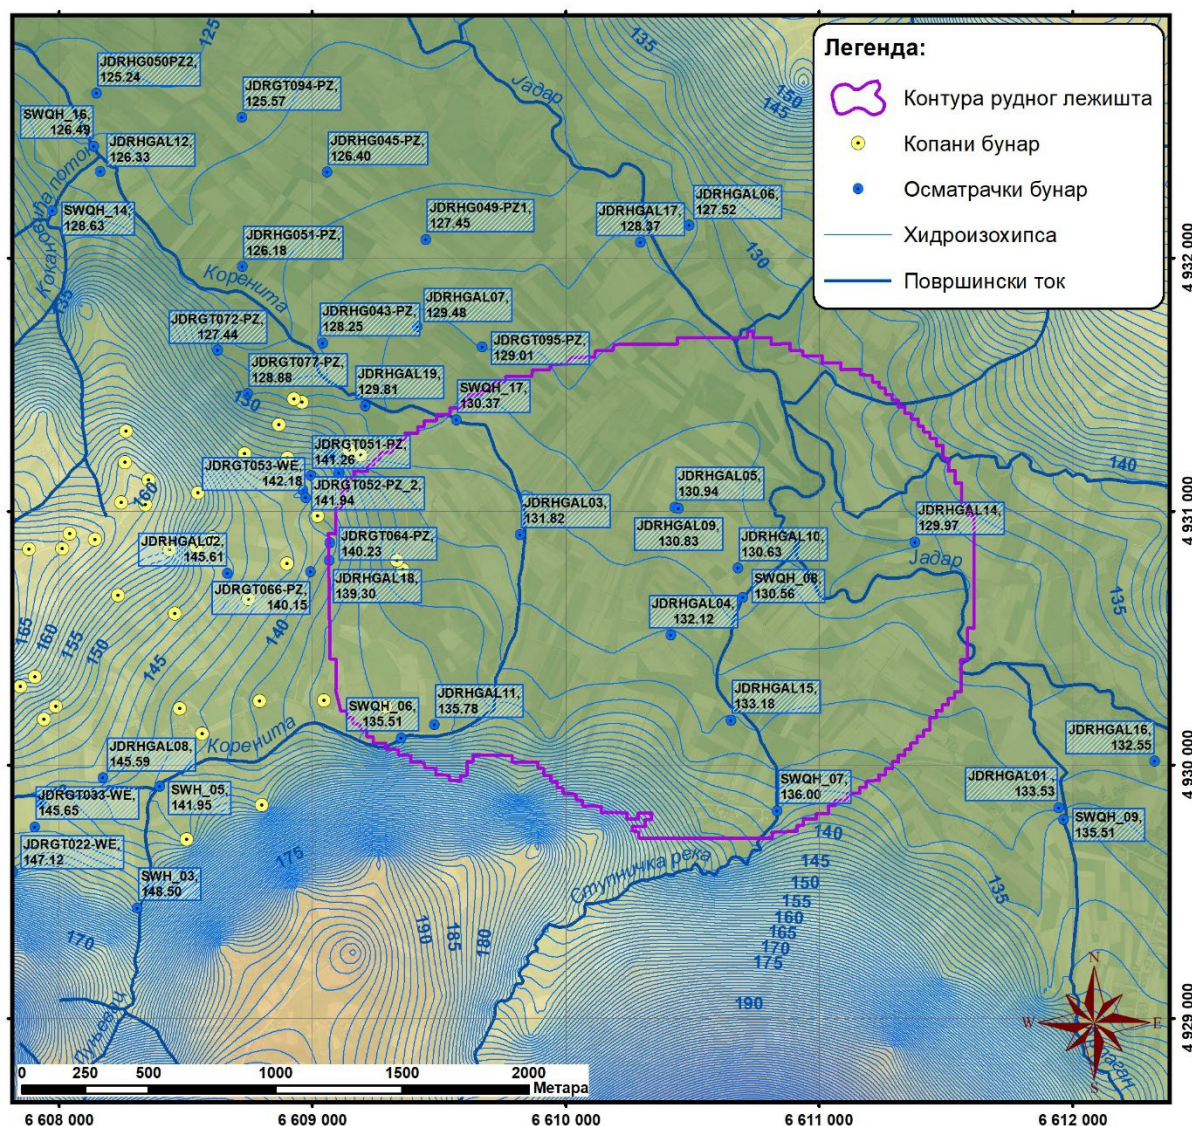 125
135
150
145
Јадар
Легенда:
Контура рудног лежишта
Копани бунар
Осматрачки бунар
Хидроизохипса
Површински ток
JDRHG050PZ2,
125.24
JDRGT094-PZ,
125.57
SWQH_16,
126.49
JDRHGAL12,
126.33
JDRHG045-PZ,
126.40
Кокановића поток
SWQH_14,
128.63
JDRHG049-PZ1,
127.45
JDRHGAL17,
128.37
JDRHGAL06,
127.52
130
JDRHG051-PZ,
126.18
Коренита
135
JDRGT072-PZ,
127.44
JDRHG043-PZ,
128.25
JDRHGAL07,
129.48
JDRGT095-PZ,
129.01
JDRGT077-PZ,
128.88
130
JDRHGAL19,
129.81
SWQH_17,
130.37
JDRGT051-PZ,
141.26
JDRGT053-WE,
142.18
JDRGT052-PZ_2,
141.94
160
140
JDRHGAL05,
130.94
JDRHGAL03,
131.82
JDRHGAL09,
130.83
JDRHGAL10,
130.63
JDRHGAL14,
129.97
JDRHGAL02,
145.61
JDRGT064-PZ,
140.23
JDRHGAL18,
139.30
JDRGT066-PZ,
140.15
SWQH_08,
130.56
Јадар
JDRHGAL04,
132.12
135
165
160
155
150
145
140
JDRHGAL15,
133.18
SWQH_06,
135.51
JDRHGAL11,
135.78
Коренита
JDRHGAL08,
145.59
JDRHGAL16,
132.55
JDRGT033-WE,
145.65
SWH_05,
141.95
SWQH_07,
136.00
JDRHGAL01,
133.53
SWQH_09,
135.51
JDRGT022-WE,
147.12
SWH_03,
148.50
175
Ступничка река
140
145
150
155
160
165
170
175
190
135
170
190
185
180
N
W
E
S
0
250
500
1000
1500
2000
Метара
6 608 000
6 609 000
6 610 000
6 611 000
6 612 000
4 932 000
4 931 000
4 930 000
4 929 000